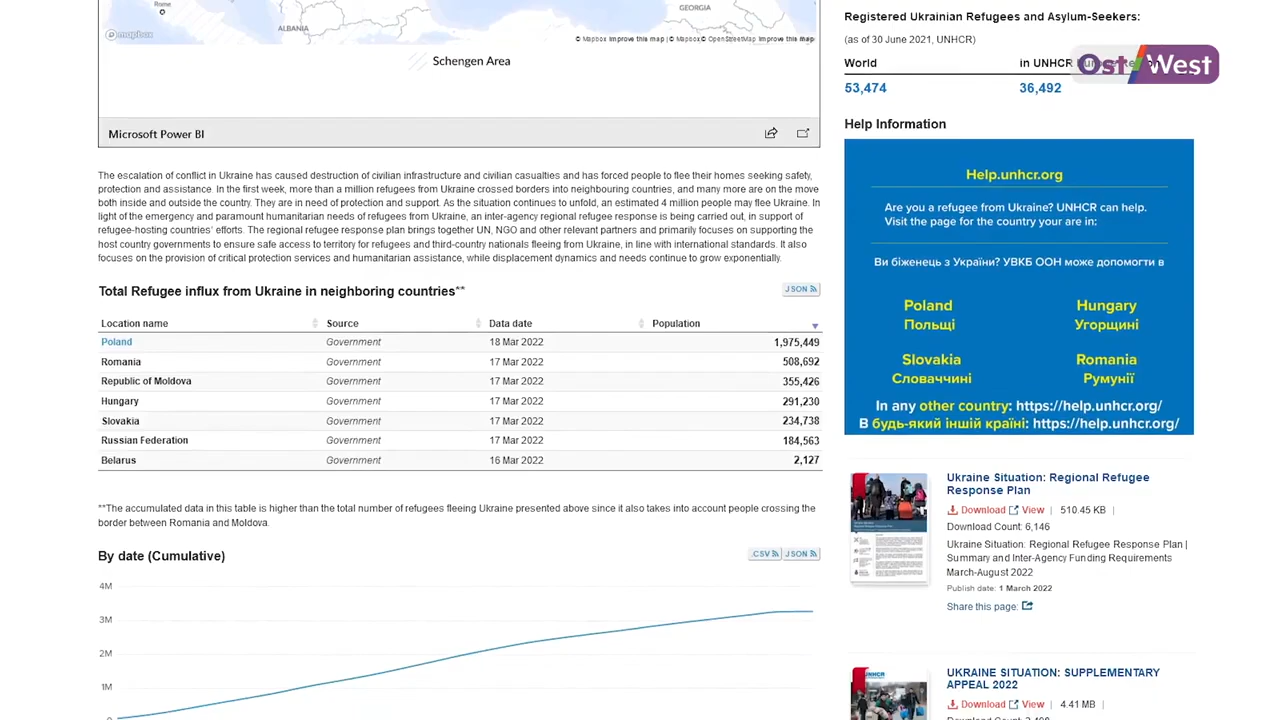 Rome
ALBANIA
GEORGIA
mapbox
© Mapbox Improve this map | © Mapbox © OpenStreetMap Improve this map
Schengen Area
Microsoft Power BI
The escalation of conflict in Ukraine has caused destruction of civilian infrastructure and civilian casualties and has forced people to flee their homes seeking safety,
protection and assistance. In the first week, more than a million refugees from Ukraine crossed borders into neighbouring countries, and many more are on the move
both inside and outside the country. They are in need of protection and support. As the situation continues to unfold, an estimated 4 million people may flee Ukraine. In
light of the emergency and paramount humanitarian needs of refugees from Ukraine, an inter-agency regional refugee response is being carried out, in support of
refugee-hosting countries' efforts. The regional refugee response plan brings together UN, NGO and other relevant partners and primarily focuses on supporting the
host country governments to ensure safe access to territory for refugees and third-country nationals fleeing from Ukraine, in line with international standards. It also
focuses on the provision of critical protection services and humanitarian assistance, while displacement dynamics and needs continue to grow exponentially.
Total Refugee influx from Ukraine in neighboring countries**
JSON
Location name Source Data date Population
Poland Government 18 Mar 2022 1,975,449
Romania Government 17 Mar 2022 508,692
Republic of Moldova Government 17 Mar 2022 355,426
Hungary Government 17 Mar 2022 291,230
Slovakia Government 17 Mar 2022 234,738
Russian Federation Government 17 Mar 2022 184,563
Belarus Government 16 Mar 2022 2,127
**The accumulated data in this table is higher than the total number of refugees fleeing Ukraine presented above since it also takes into account people crossing the
border between Romania and Moldova.
By date (Cumulative)
.CSV JSON
4M
3M
2M
1M
0
Registered Ukrainian Refugees and Asylum-Seekers:
(as of 30 June 2021, UNHCR)
World in UNHCR
Ost West
53,474 36,492
Help Information
Help.unhcr.org
Are you a refugee from Ukraine? UNHCR can help.
Visit the page for the country your are in:
Ви біженець з України? УВКБ ООН може допомогти в
Poland Hungary
Польщі Угорщині
Slovakia Romania
Словаччині Румунії
In any other country: https://help.unhcr.org/
В будь-який іншій країні: https://help.unhcr.org/
Ukraine Situation: Regional Refugee
Response Plan
Download View | 510.45 KB |
Download Count: 6,146
Ukraine Situation: Regional Refugee Response Plan |
Summary and Inter-Agency Funding Requirements
March-August 2022
Publish date: 1 March 2022
Share this page:
UKRAINE SITUATION: SUPPLEMENTARY
APPEAL 2022
UNHCR
Download View | 4.41 MB |